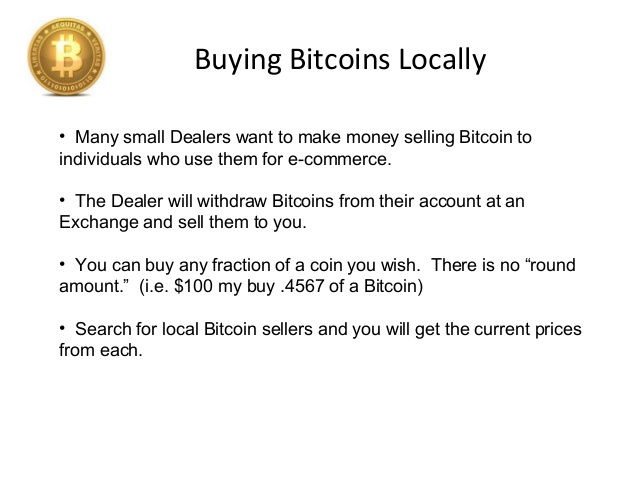 Buying Bitcoins Locally
• Many small Dealers want to make money selling Bitcoin to
individuals who use them for e-commerce.
• The Dealer will withdraw Bitcoins from their account at an
Exchange and sell them to you.
• You can buy any fraction of a coin you wish. There is no “round
amount.” (i.e. $100 my buy .4567 of a Bitcoin)
• Search for local Bitcoin sellers and you will get the current prices
from each.